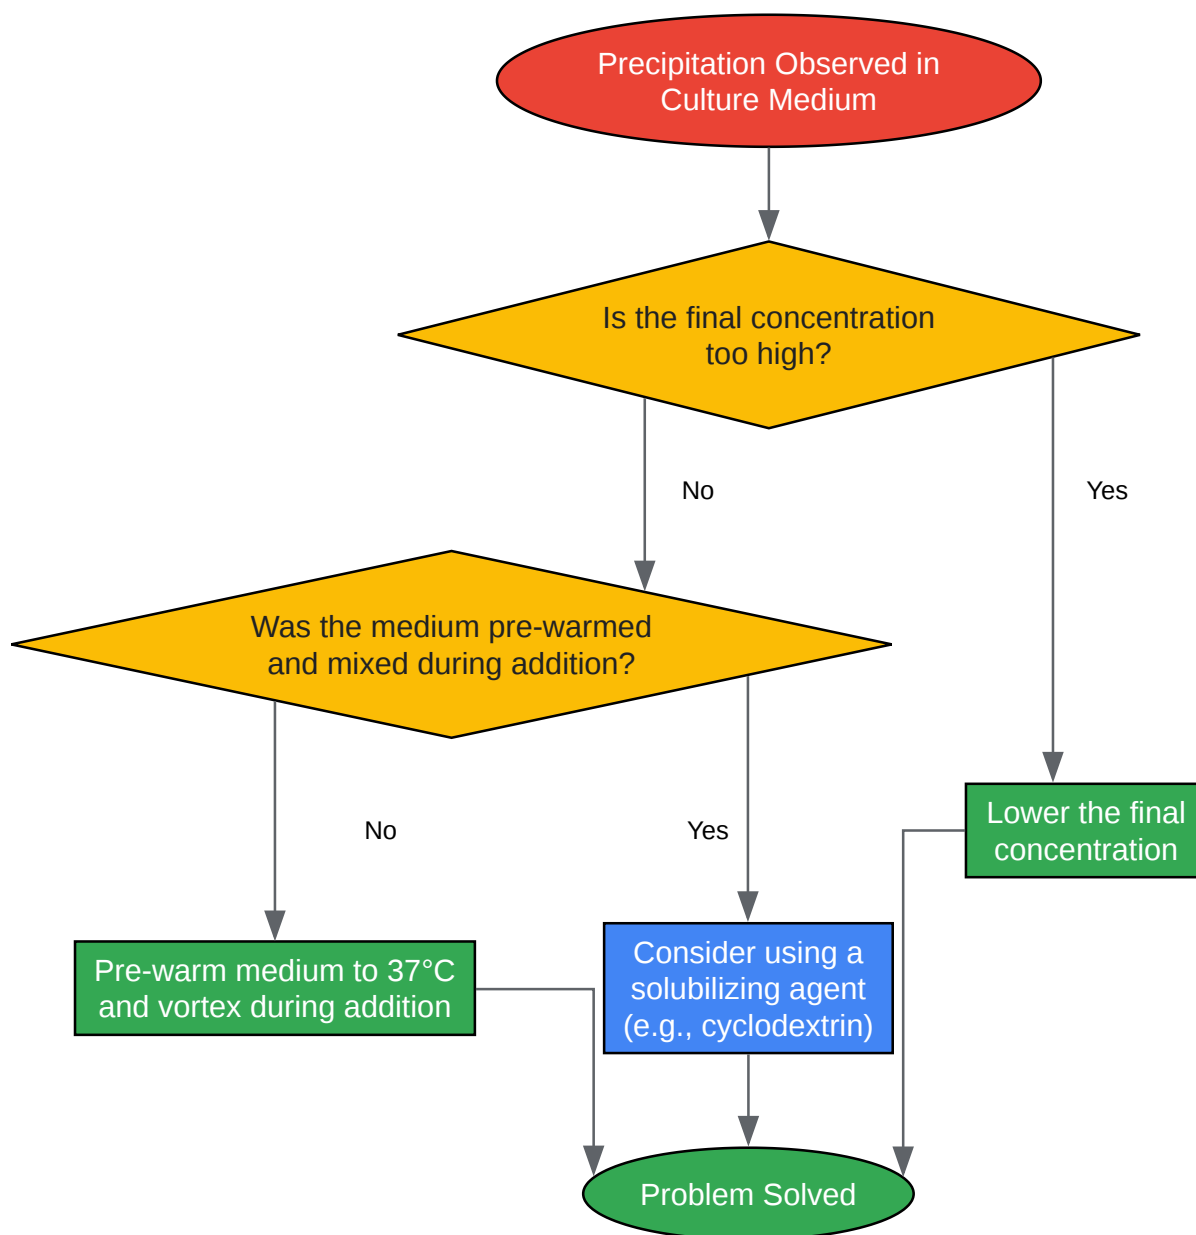 Precipitation Observed in
Culture Medium
Is the final concentration
too high?
No
Yes
Was the medium pre-warmed
and mixed during addition?
No
Yes
Lower the final
concentration
Pre-warm medium to 37°C
and vortex during addition
Consider using a
solubilizing agent
(e.g., cyclodextrin)
Problem Solved